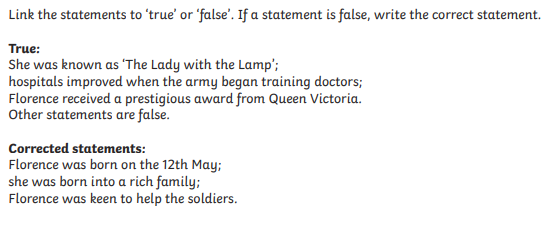 Link the statements to ‘true’ or ‘false’. If a statement is false, write the correct statement.
True:
She was known as ‘The Lady with the Lamp’;
hospitals improved when the army began training doctors;
Florence received a prestigious award from Queen Victoria.
Other statements are false.
Corrected statements:
Florence was born on the 12th May;
she was born into a rich family;
Florence was keen to help the soldiers.